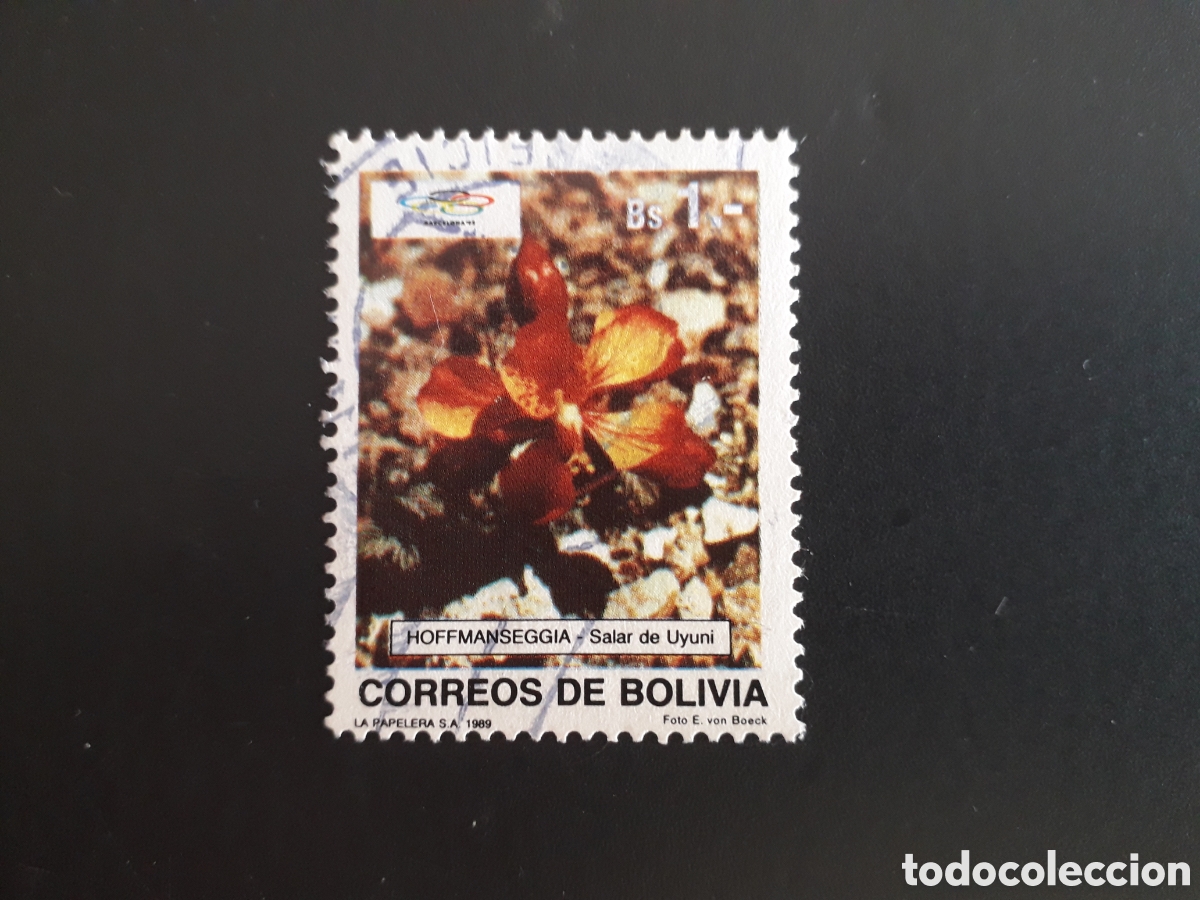 Bs 1.-
HOFFMANSEGGIA - Salar de Uyuni
CORREOS DE BOLIVIA
LA PAPELERA S.A. 1989
Foto E. von Boeck
todocoleccion